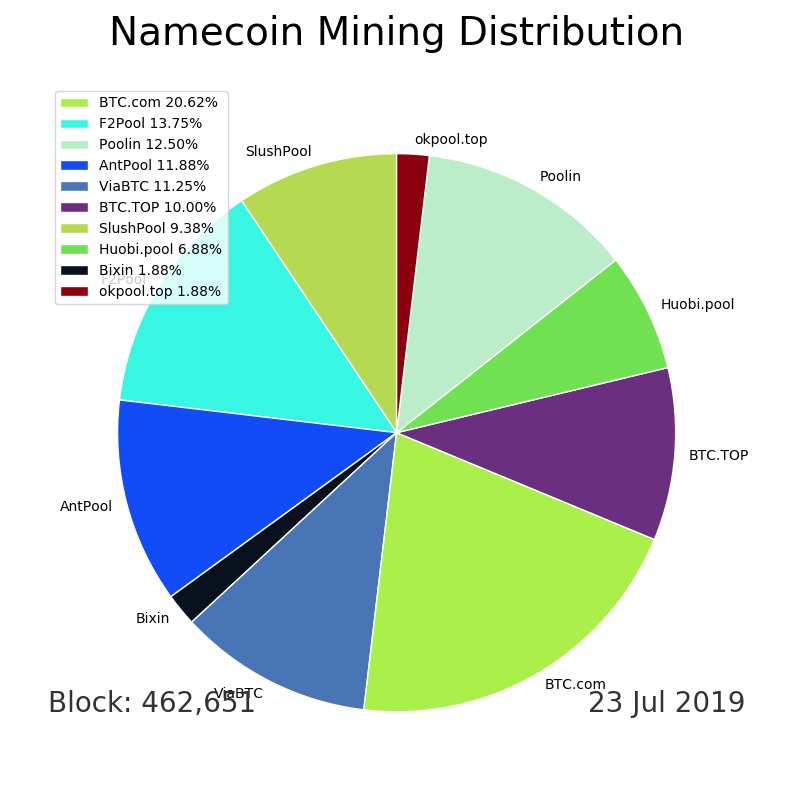 Namecoin Mining Distribution
BTC.com 20.62%
F2Pool 13.75%
Poolin 12.50%
AntPool 11.88%
ViaBTC 11.25%
BTC.TOP 10.00%
SlushPool 9.38%
Huobi.pool 6.88%
Bixin 1.88%
okpool.top 1.88%
okpool.top
SlushPool
Poolin
F2Pool
Huobi.pool
BTC.TOP
AntPool
Bixin
BTC.com
ViaBTC
Block: 462,651
23 Jul 2019